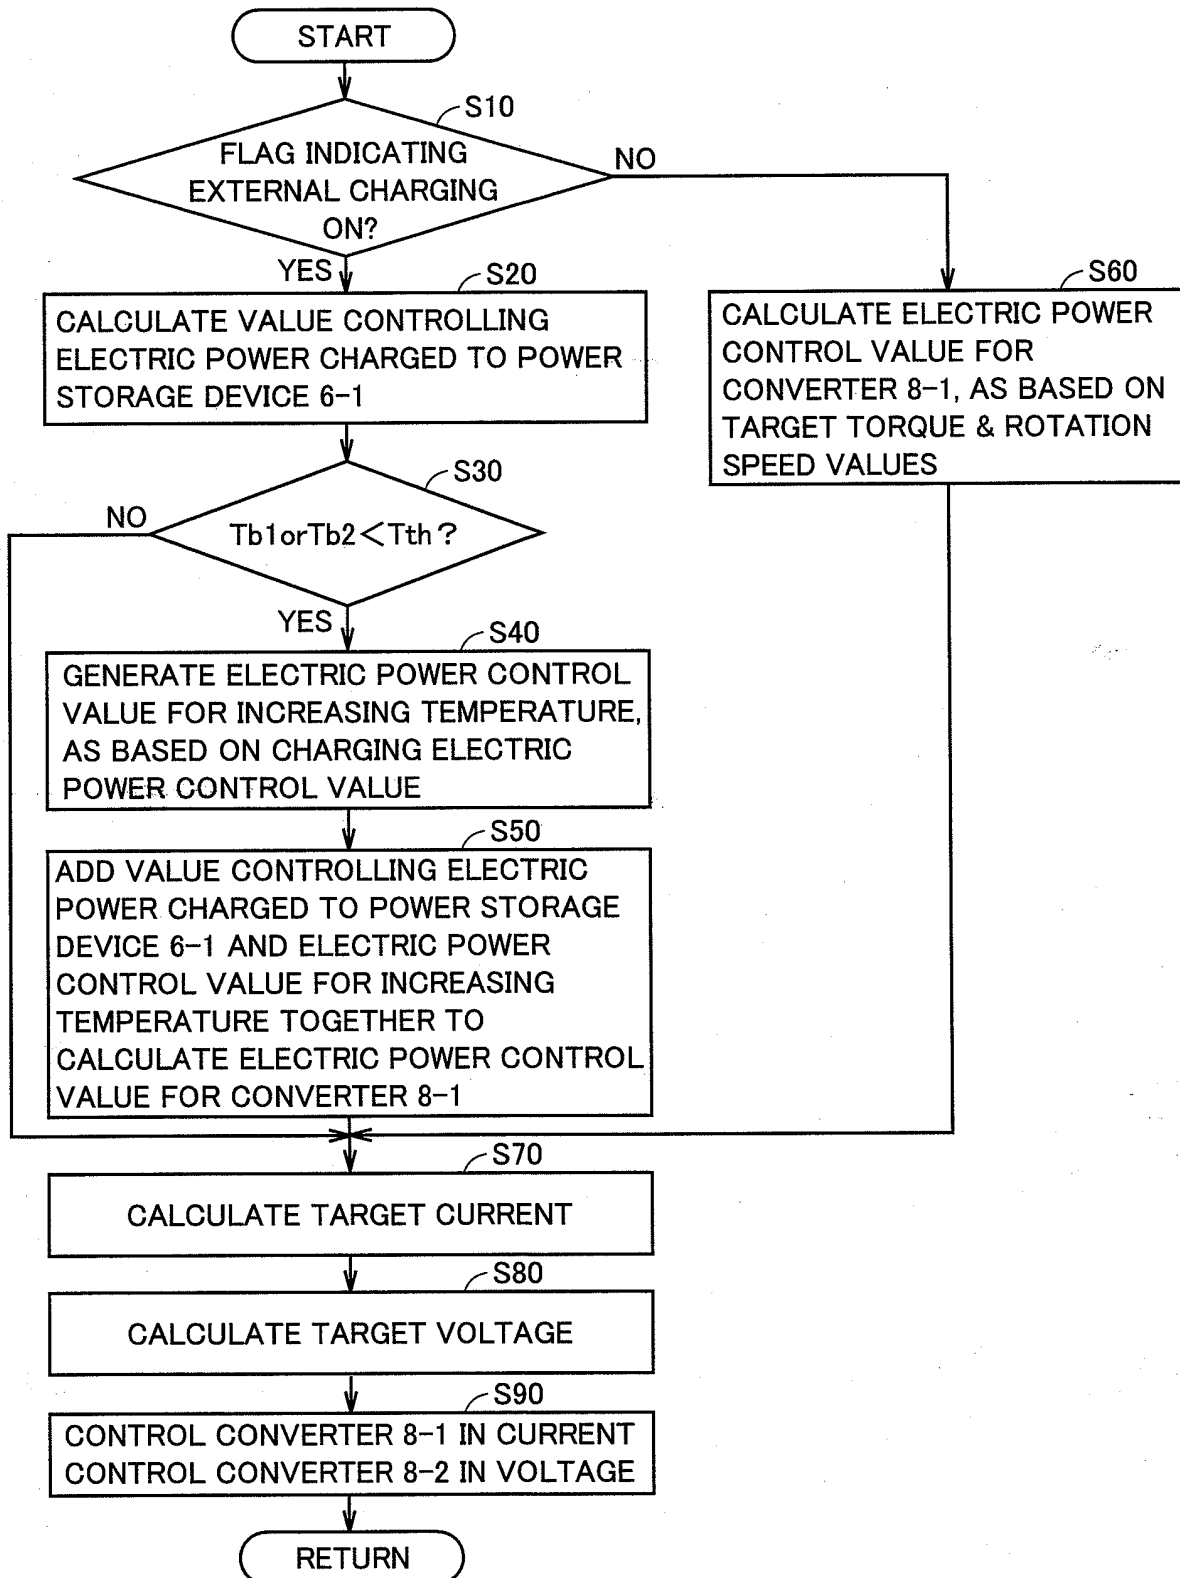 START
S10
FLAG INDICATING
EXTERNAL CHARGING
ON?
NO
YES
S20
CALCULATE VALUE CONTROLLING
ELECTRIC POWER CHARGED TO POWER
STORAGE DEVICE 6-1
S60
CALCULATE ELECTRIC POWER
CONTROL VALUE FOR
CONVERTER 8-1, AS BASED ON
TARGET TORQUE & ROTATION
SPEED VALUES
S30
NO
Tb1orTb2<Tth?
YES
S40
GENERATE ELECTRIC POWER CONTROL
VALUE FOR INCREASING TEMPERATURE,
AS BASED ON CHARGING ELECTRIC
POWER CONTROL VALUE
S50
ADD VALUE CONTROLLING ELECTRIC
POWER CHARGED TO POWER STORAGE
DEVICE 6-1 AND ELECTRIC POWER
CONTROL VALUE FOR INCREASING
TEMPERATURE TOGETHER TO
CALCULATE ELECTRIC POWER CONTROL
VALUE FOR CONVERTER 8-1
S70
CALCULATE TARGET CURRENT
S80
CALCULATE TARGET VOLTAGE
S90
CONTROL CONVERTER 8-1 IN CURRENT
CONTROL CONVERTER 8-2 IN VOLTAGE
RETURN